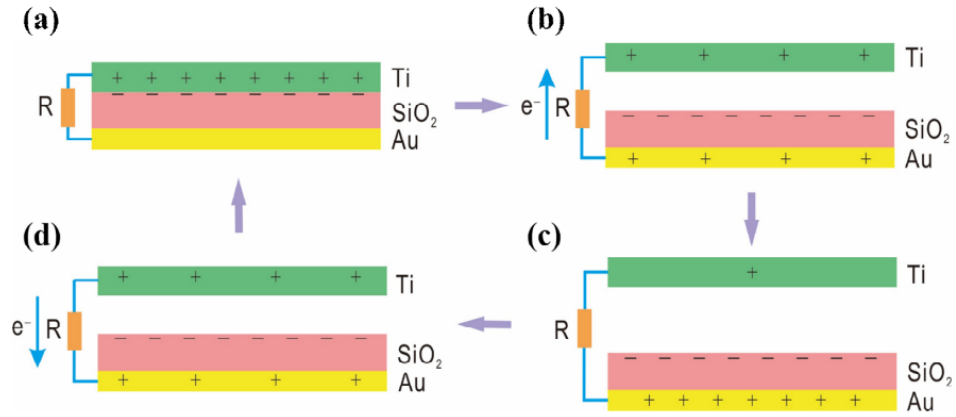 (a)
R
+ + + + + + + +
− − − − − − − −
Ti
SiO₂
Au
(b)
e⁻
R
+ + + +
Ti
− − − − − − − −
SiO₂
+ + + +
Au
(d)
e⁻
R
+ + + +
Ti
− − − − − − − −
SiO₂
+ + + +
Au
(c)
R
+
Ti
− − − − − − − −
SiO₂
+ + + + + + +
Au